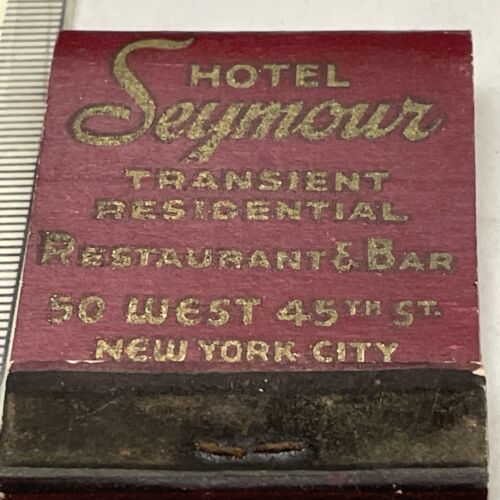 HOTEL
Seymour
TRANSIENT
RESIDENTIAL
RESTAURANT & BAR
50 WEST 45TH ST.
NEW YORK CITY